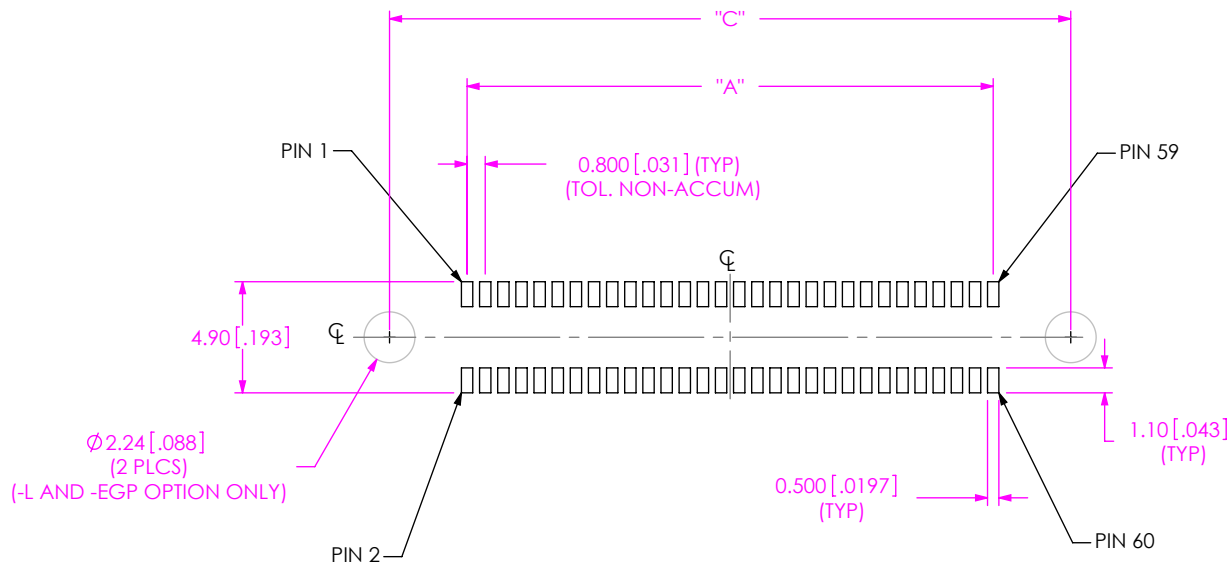 "C"
"A"
PIN 1
0.800 [.031] (TYP)
(TOL. NON-ACCUM)
PIN 59
℄
4.90 [.193]
℄
Ø2.24 [.088]
(2 PLCS)
(-L AND -EGP OPTION ONLY)
1.10 [.043]
(TYP)
0.500 [.0197]
(TYP)
PIN 2
PIN 60